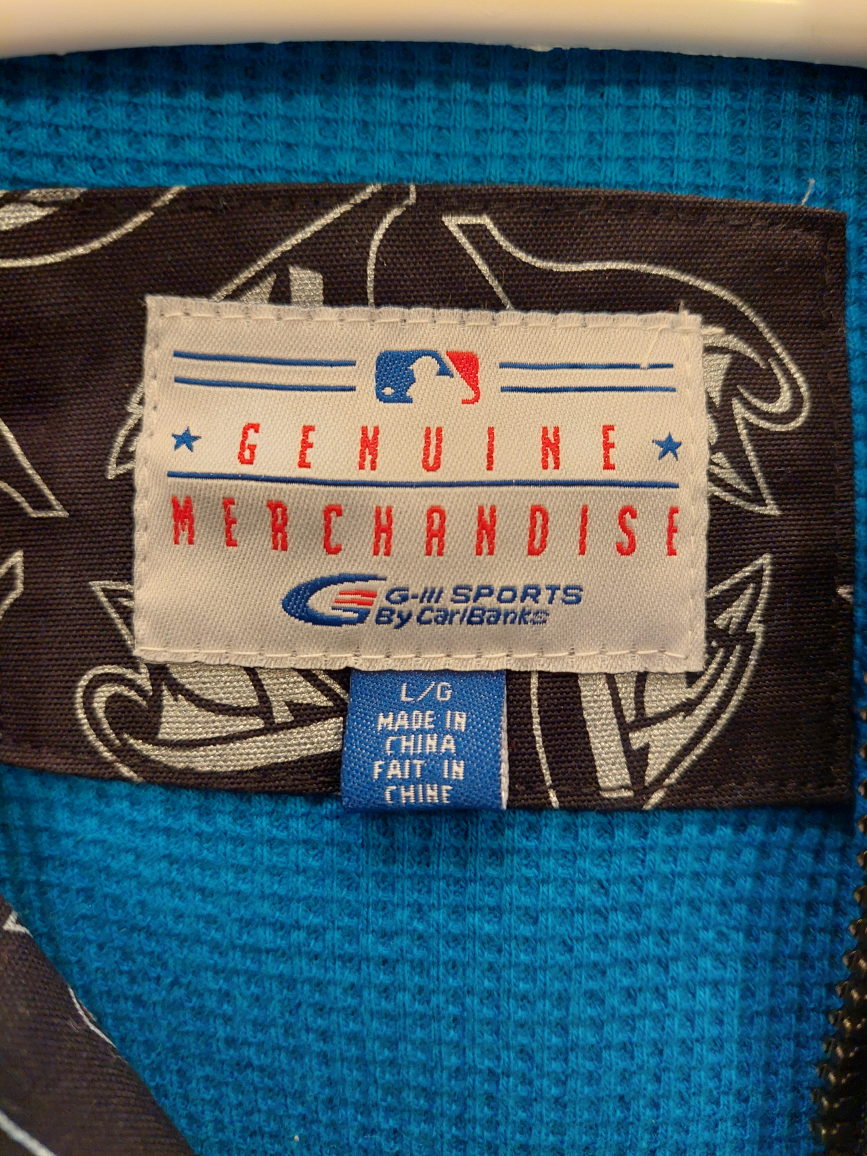 GENUINE
MERCHANDISE
G-III SPORTS
By CarlBanks
L/G
MADE IN
CHINA
FAIT IN
CHINE